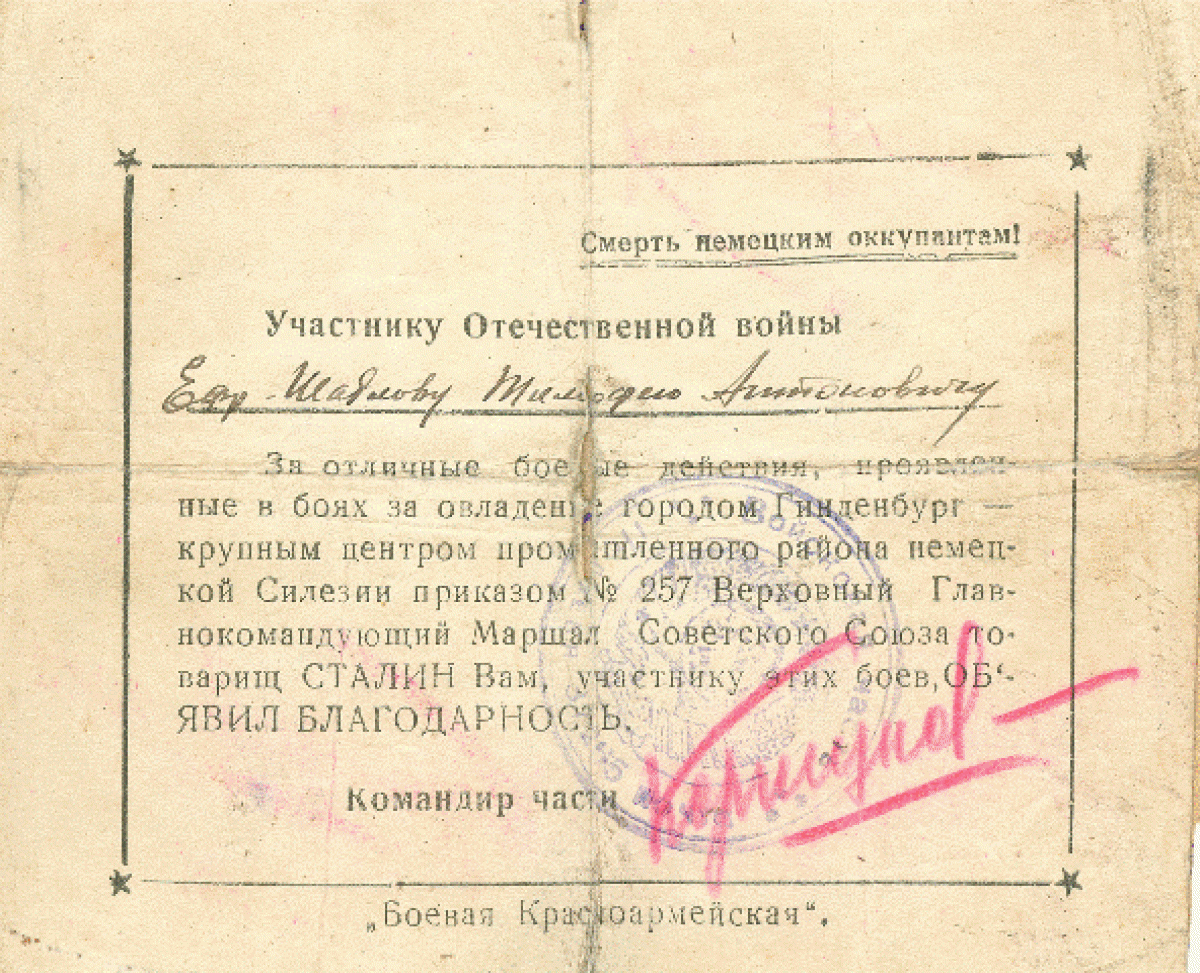 Смерть немецким оккупантам!
Участнику Отечественной войны
Ефр. Шаблову Тимофею Антоновичу
За отличные боевые действия, проявлен-
ные в боях за овладение городом Гинденбург —
крупным центром промышленного района немец-
кой Силезии приказом № 257 Верховный Глав-
нокомандующий Маршал Советского Союза то-
варищ СТАЛИН Вам, участнику этих боев, ОБ‘-
ЯВИЛ БЛАГОДАРНОСТЬ.
Командир части
„Боевая Красноармейская“.